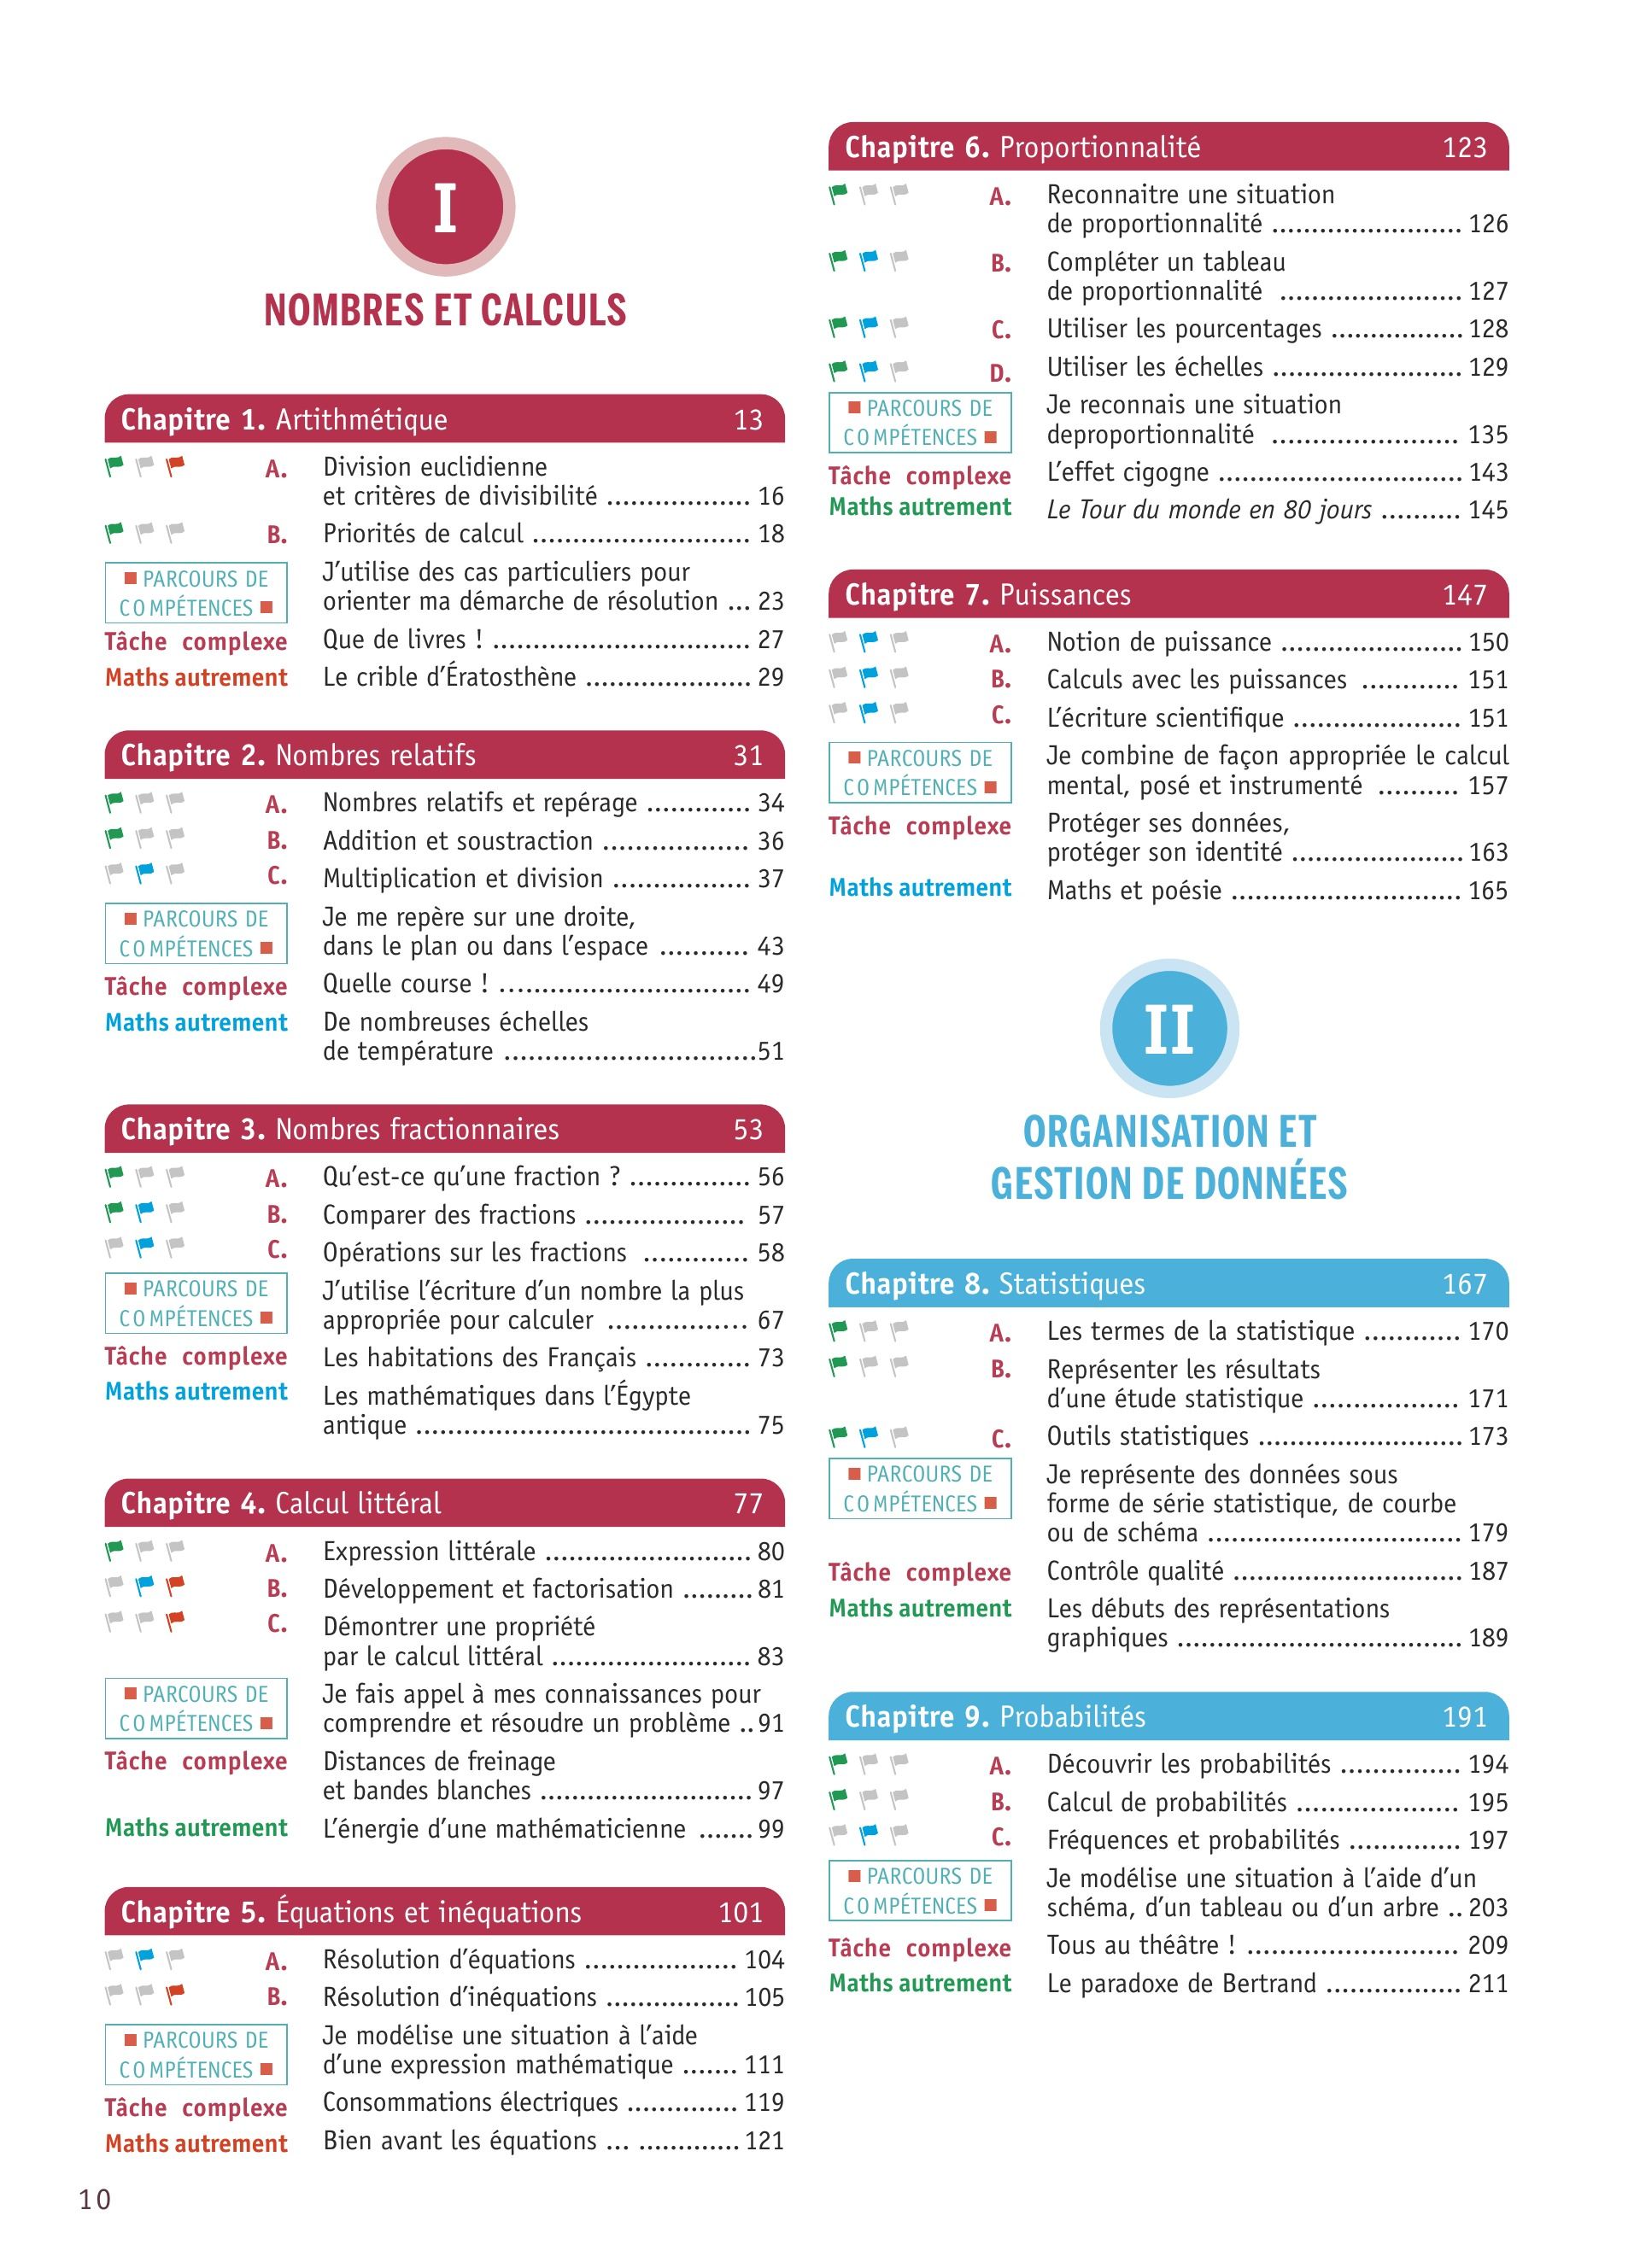 I
NOMBRES ET CALCULS
Chapitre 1. Artithmétique 13
A. Division euclidienne
et critères de divisibilité .................. 16
B. Priorités de calcul ........................... 18
PARCOURS DE
COMPÉTENCES
J’utilise des cas particuliers pour
orienter ma démarche de résolution ... 23
Tâche complexe Que de livres ! ................................ 27
Maths autrement Le crible d’Ératosthène ..................... 29
Chapitre 2. Nombres relatifs 31
A. Nombres relatifs et repérage ............. 34
B. Addition et soustraction .................. 36
C. Multiplication et division ................. 37
PARCOURS DE
COMPÉTENCES
Je me repère sur une droite,
dans le plan ou dans l’espace ........... 43
Tâche complexe Quelle course ! ............................... 49
Maths autrement De nombreuses échelles
de température ................................51
Chapitre 3. Nombres fractionnaires 53
A. Qu’est-ce qu’une fraction ? ............... 56
B. Comparer des fractions .................... 57
C. Opérations sur les fractions ............. 58
PARCOURS DE
COMPÉTENCES
J’utilise l’écriture d’un nombre la plus
appropriée pour calculer .................. 67
Tâche complexe Les habitations des Français ............. 73
Maths autrement Les mathématiques dans l’Égypte
antique .......................................... 75
Chapitre 4. Calcul littéral 77
A. Expression littérale .......................... 80
B. Développement et factorisation ......... 81
C. Démontrer une propriété
par le calcul littéral ......................... 83
PARCOURS DE
COMPÉTENCES
Je fais appel à mes connaissances pour
comprendre et résoudre un problème .. 91
Tâche complexe Distances de freinage
et bandes blanches ........................... 97
Maths autrement L’énergie d’une mathématicienne ....... 99
Chapitre 5. Équations et inéquations 101
A. Résolution d’équations ................... 104
B. Résolution d’inéquations ................. 105
PARCOURS DE
COMPÉTENCES
Je modélise une situation à l’aide
d’une expression mathématique ....... 111
Tâche complexe Consommations électriques .............. 119
Maths autrement Bien avant les équations ... ............. 121
10
Chapitre 6. Proportionnalité 123
A. Reconnaitre une situation
de proportionnalité ........................ 126
B. Compléter un tableau
de proportionnalité ....................... 127
C. Utiliser les pourcentages ................. 128
D. Utiliser les échelles ........................ 129
PARCOURS DE
COMPÉTENCES
Je reconnais une situation
deproportionnalité ........................ 135
Tâche complexe L’effet cigogne ............................... 143
Maths autrement Le Tour du monde en 80 jours .......... 145
Chapitre 7. Puissances 147
A. Notion de puissance ....................... 150
B. Calculs avec les puissances ............ 151
C. L’écriture scientifique ..................... 151
PARCOURS DE
COMPÉTENCES
Je combine de façon appropriée le calcul
mental, posé et instrumenté .......... 157
Tâche complexe Protéger ses données,
protéger son identité ...................... 163
Maths autrement Maths et poésie ............................. 165
II
ORGANISATION ET
GESTION DE DONNÉES
Chapitre 8. Statistiques 167
A. Les termes de la statistique ............ 170
B. Représenter les résultats
d’une étude statistique ................... 171
C. Outils statistiques .......................... 173
PARCOURS DE
COMPÉTENCES
Je représente des données sous
forme de série statistique, de courbe
ou de schéma ................................ 179
Tâche complexe Contrôle qualité ............................. 187
Maths autrement Les débuts des représentations
graphiques .................................... 189
Chapitre 9. Probabilités 191
A. Découvrir les probabilités ............... 194
B. Calcul de probabilités ..................... 195
C. Fréquences et probabilités .............. 197
PARCOURS DE
COMPÉTENCES
Je modélise une situation à l’aide d’un
schéma, d’un tableau ou d’un arbre .. 203
Tâche complexe Tous au théâtre ! ........................... 209
Maths autrement Le paradoxe de Bertrand ................. 211